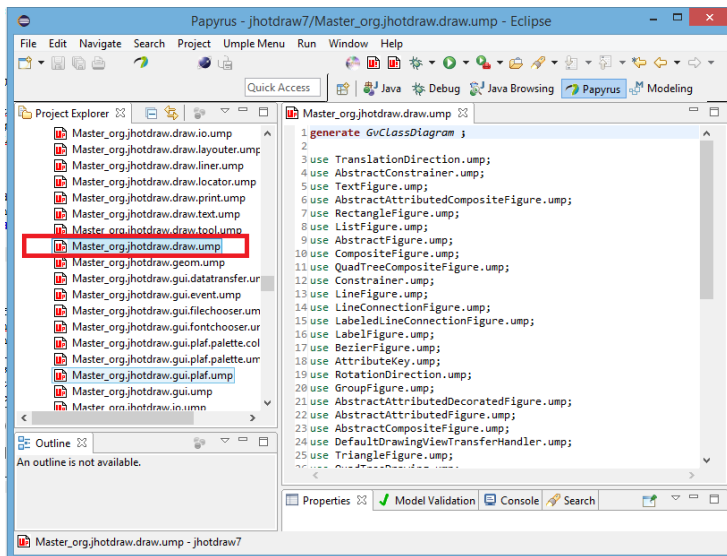 Papyrus - jhotdraw7/Master_org.jhotdraw.draw.ump - Eclipse
File Edit Navigate Search Project Umple Menu Run Window Help
Quick Access Java Debug Java Browsing Papyrus Modeling
Project Explorer
Master_org.jhotdraw.draw.io.ump
Master_org.jhotdraw.draw.layouter.ump
Master_org.jhotdraw.draw.liner.ump
Master_org.jhotdraw.draw.locator.ump
Master_org.jhotdraw.draw.print.ump
Master_org.jhotdraw.draw.text.ump
Master_org.jhotdraw.draw.tool.ump
Master_org.jhotdraw.draw.ump
Master_org.jhotdraw.geom.ump
Master_org.jhotdraw.gui.datatransfer.ur
Master_org.jhotdraw.gui.event.ump
Master_org.jhotdraw.gui.filechooser.ur
Master_org.jhotdraw.gui.fontchooser.ur
Master_org.jhotdraw.gui.plaf.palette.col
Master_org.jhotdraw.gui.plaf.palette.um
Master_org.jhotdraw.gui.plaf.ump
Master_org.jhotdraw.gui.ump
Master_org.jhotdraw.io.ump
Outline
An outline is not available.
Master_org.jhotdraw.draw.ump
1 generate GvClassDiagram ;
2
3 use TranslationDirection.ump;
4 use AbstractConstrainer.ump;
5 use TextFigure.ump;
6 use AbstractAttributedCompositeFigure.ump;
7 use RectangleFigure.ump;
8 use ListFigure.ump;
9 use AbstractFigure.ump;
10 use CompositeFigure.ump;
11 use QuadTreeCompositeFigure.ump;
12 use Constrainer.ump;
13 use LineFigure.ump;
14 use LineConnectionFigure.ump;
15 use LabeledLineConnectionFigure.ump;
16 use LabelFigure.ump;
17 use BezierFigure.ump;
18 use AttributeKey.ump;
19 use RotationDirection.ump;
20 use GroupFigure.ump;
21 use AbstractAttributedDecoratedFigure.ump;
22 use AbstractAttributedFigure.ump;
23 use AbstractCompositeFigure.ump;
24 use DefaultDrawingViewTransferHandler.ump;
25 use TriangleFigure.ump;
26 use QuadTreeDrawing.ump;
Properties Model Validation Console Search
Master_org.jhotdraw.draw.ump - jhotdraw7